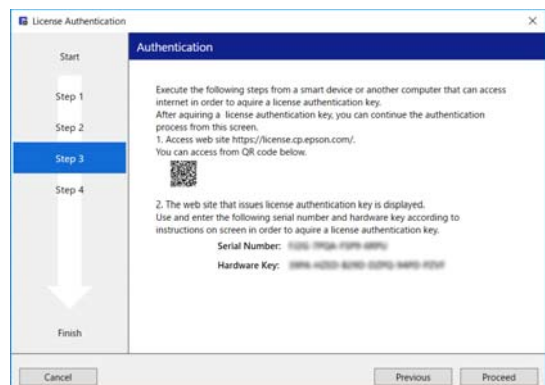 License Authentication
Start
Step 1
Step 2
Step 3
Step 4
Finish
Authentication
Execute the following steps from a smart device or another computer that can access
internet in order to aquire a license authentication key.
After aquiring a license authentication key, you can continue the authentication
process from this screen.
1. Access web site https://license.cp.epson.com/.
You can access from QR code below.
2. The web site that issues license authentication key is displayed.
Use and enter the following serial number and hardware key according to
instructions on screen in order to aquire a license authentication key.
Serial Number:
Hardware Key:
Cancel
Previous
Proceed